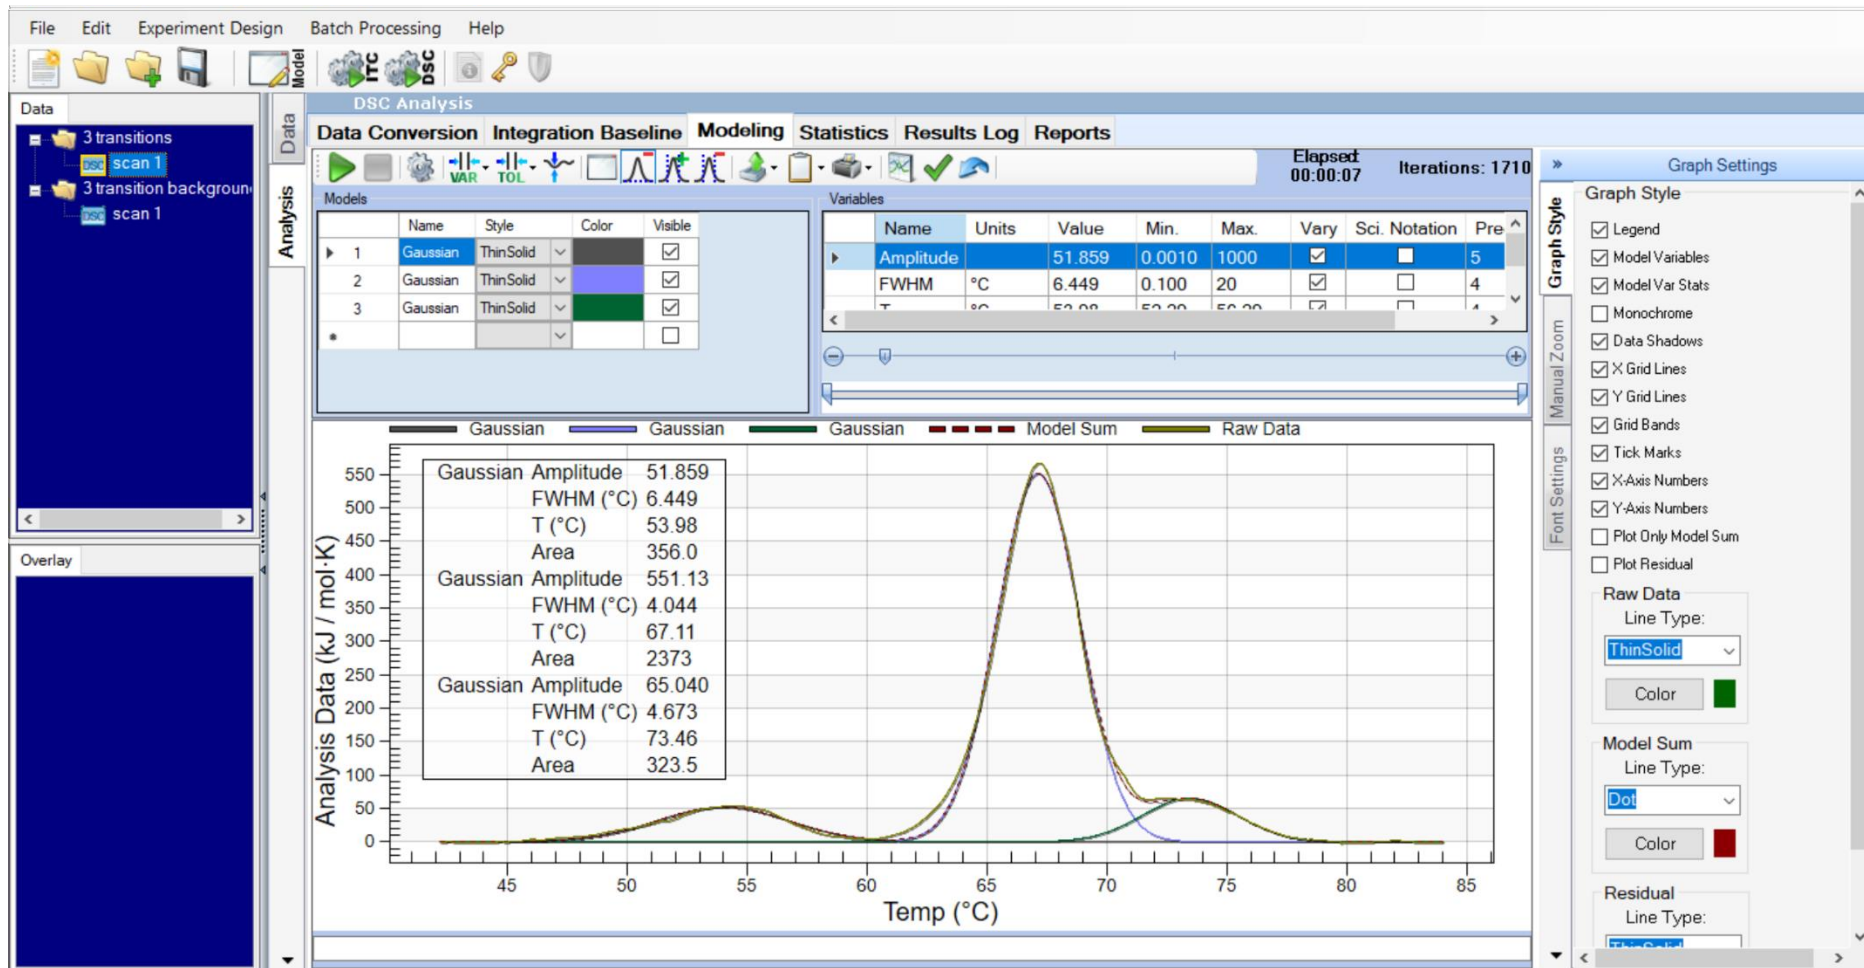 File Edit Experiment Design Batch Processing Help
Model ITC DSC
Data
3 transitions
DSC scan 1
3 transition backgroun
DSC scan 1
Overlay
Data
Analysis
DSC Analysis
Data Conversion Integration Baseline Modeling Statistics Results Log Reports
VAR TOL
Elapsed:
00:00:07
Iterations: 1710
Models
Name Style Color Visible
1 Gaussian ThinSolid
2 Gaussian ThinSolid
3 Gaussian ThinSolid
Variables
Name Units Value Min. Max. Vary Sci. Notation Pre
Amplitude 51.859 0.0010 1000 5
FWHM °C 6.449 0.100 20 4
T °C 53.98 52.20 56.20 4
Gaussian Gaussian Gaussian Model Sum Raw Data
Gaussian Amplitude 51.859
FWHM (°C) 6.449
T (°C) 53.98
Area 356.0
Gaussian Amplitude 551.13
FWHM (°C) 4.044
T (°C) 67.11
Area 2373
Gaussian Amplitude 65.040
FWHM (°C) 4.673
T (°C) 73.46
Area 323.5
Analysis Data (kJ / mol·K)
550
500
450
400
350
300
250
200
150
100
50
0
45 50 55 60 65 70 75 80 85
Temp (°C)
» Graph Settings
Graph Style
Manual Zoom
Font Settings
Graph Style
Legend
Model Variables
Model Var Stats
Monochrome
Data Shadows
X Grid Lines
Y Grid Lines
Grid Bands
Tick Marks
X-Axis Numbers
Y-Axis Numbers
Plot Only Model Sum
Plot Residual
Raw Data
Line Type:
ThinSolid
Color
Model Sum
Line Type:
Dot
Color
Residual
Line Type:
ThinSolid